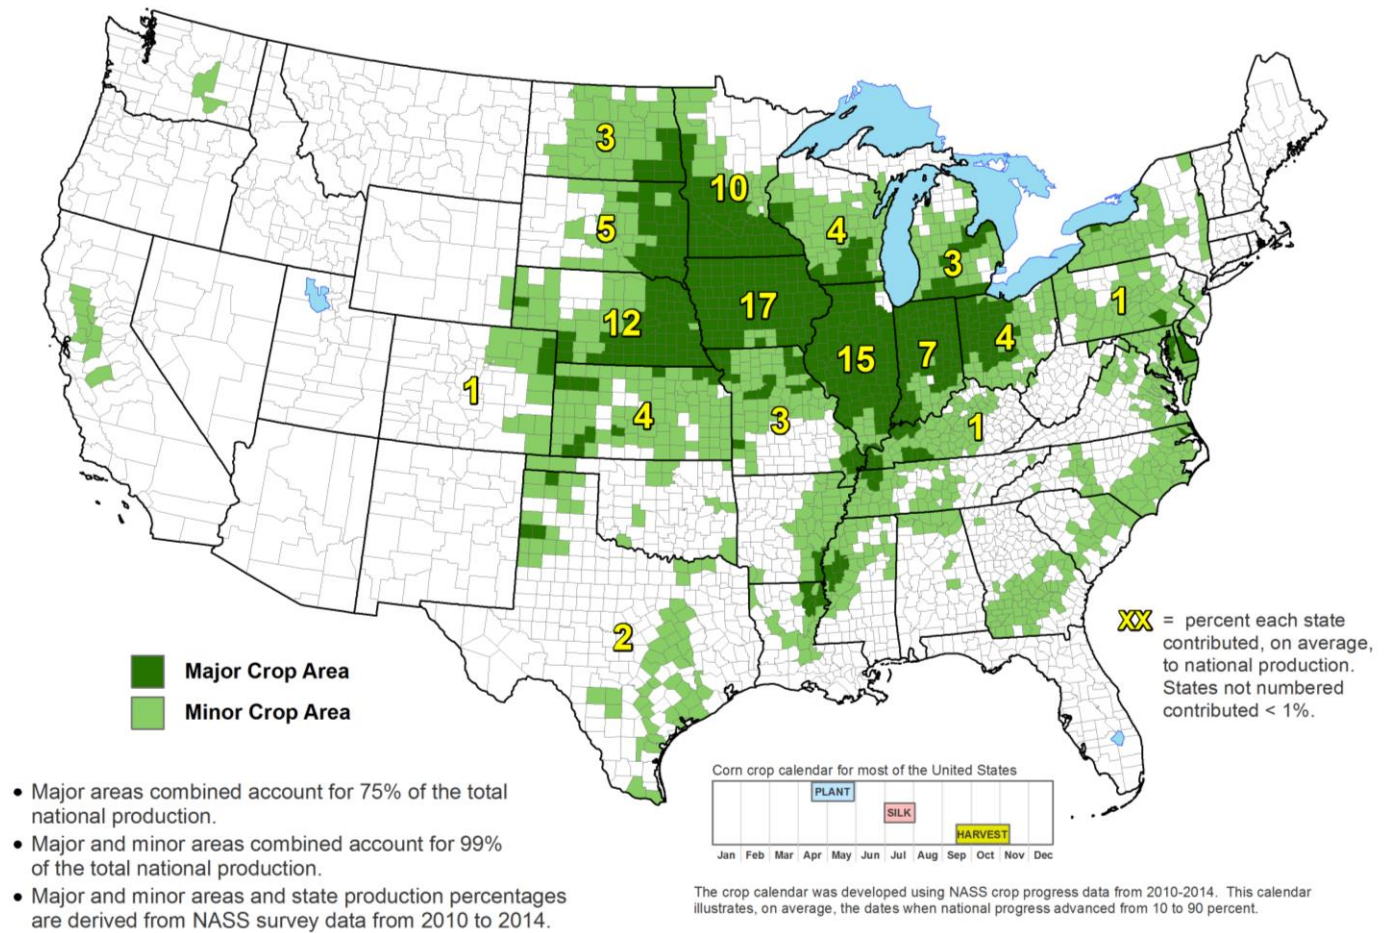 3
10
5
4
3
12
17
1
15
7
4
1
4
3
1
2
XX = percent each state
contributed, on average,
to national production.
States not numbered
contributed < 1%.
Major Crop Area
Minor Crop Area
• Major areas combined account for 75% of the total
national production.
• Major and minor areas combined account for 99%
of the total national production.
• Major and minor areas and state production percentages
are derived from NASS survey data from 2010 to 2014.
Corn crop calendar for most of the United States
PLANT
SILK
HARVEST
Jan Feb Mar Apr May Jun Jul Aug Sep Oct Nov Dec
The crop calendar was developed using NASS crop progress data from 2010-2014. This calendar
illustrates, on average, the dates when national progress advanced from 10 to 90 percent.